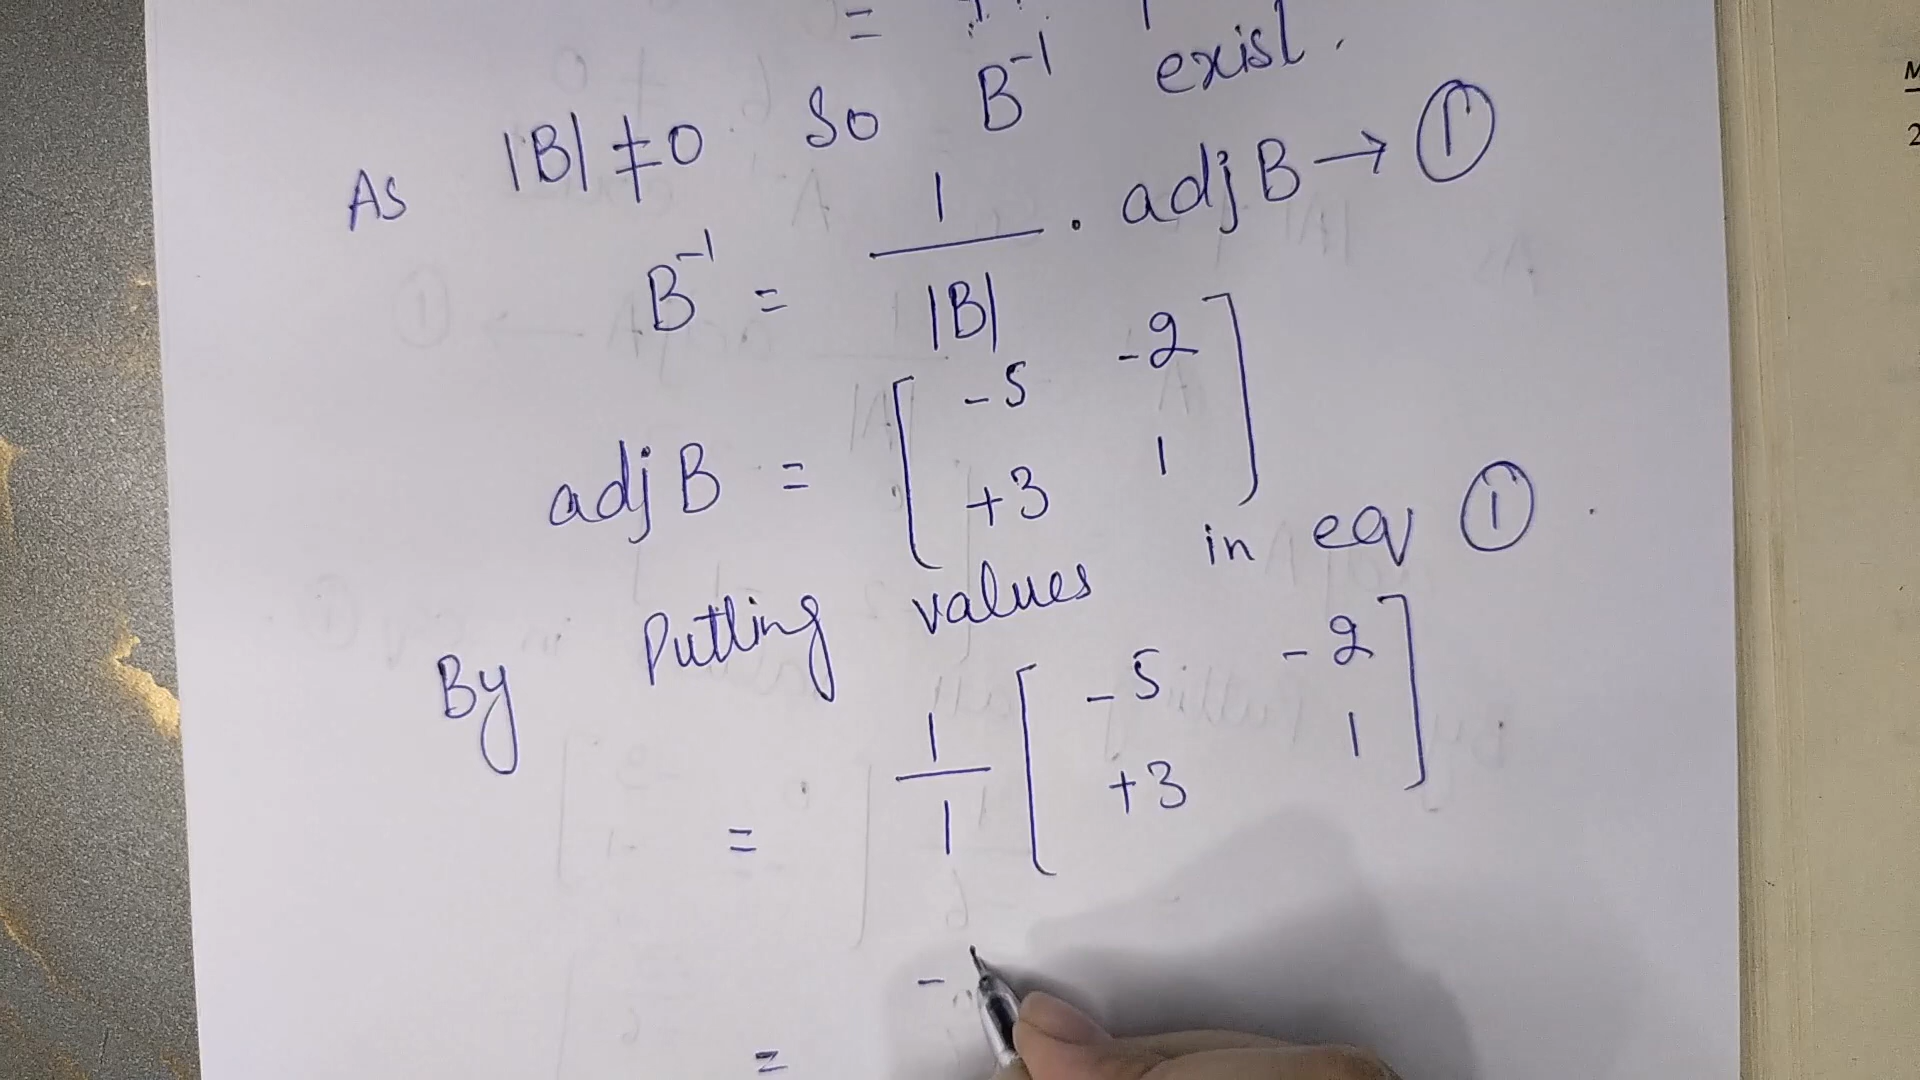 =
As |B| ≠ 0 So B⁻¹ exist.
B⁻¹ = 1/|B| . adj B → ①
adj B = [ -5 -2
+3 1 ]
By Putting values in eq ① .
= 1/1 [ -5 -2
+3 1 ]
= -